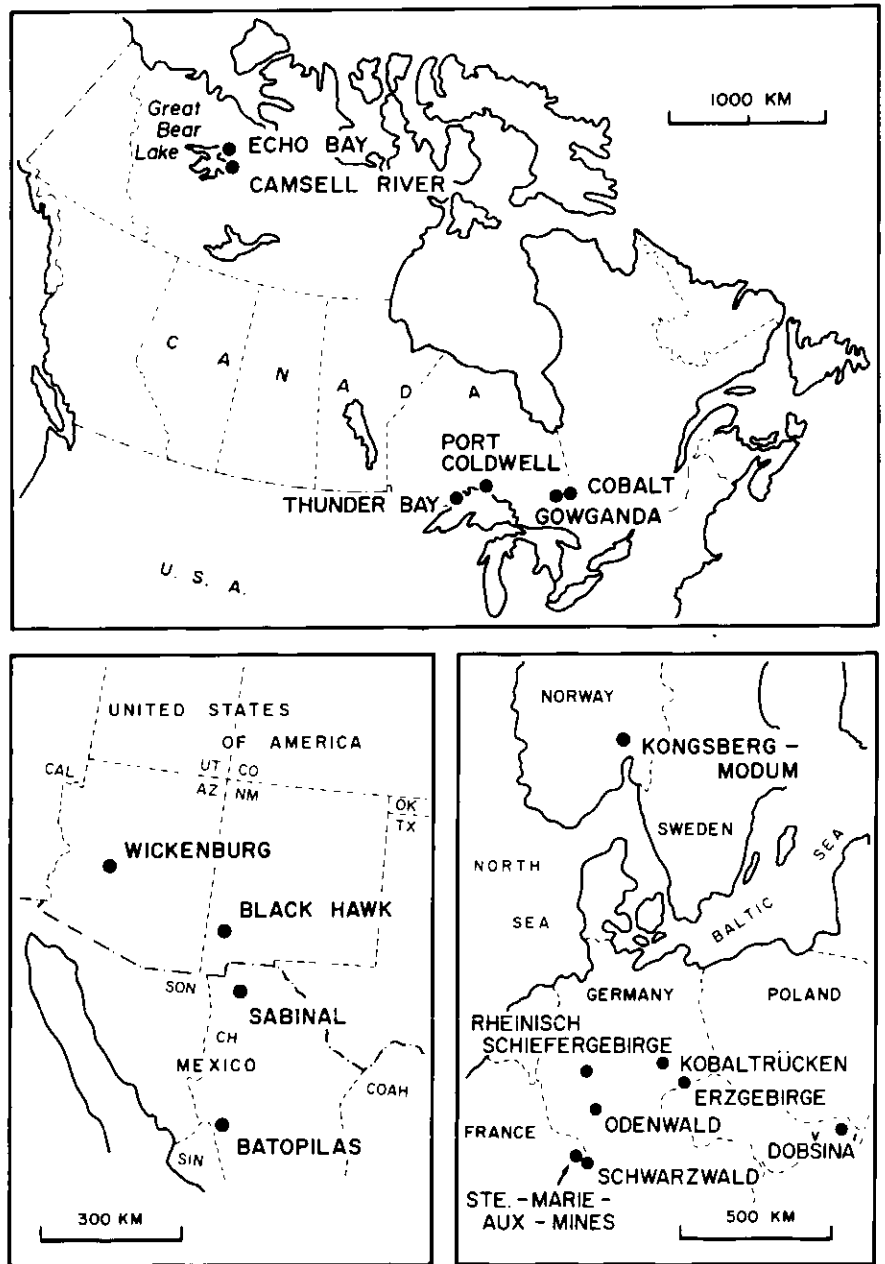 1000 KM
Great
Bear
Lake
ECHO BAY
CAMSELL RIVER
C A N A D A
PORT
COLDWELL
THUNDER BAY
COBALT
GOWGANDA
U. S. A.
UNITED STATES
OF AMERICA
CAL
UT
CO
AZ
NM
OK
TX
WICKENBURG
BLACK HAWK
SON
SABINAL
CH
MEXICO
COAH
BATOPILAS
SIN
300 KM
NORWAY
KONGSBERG –
MODUM
SWEDEN
NORTH
SEA
BALTIC
SEA
GERMANY
POLAND
RHEINISCH
SCHIEFERGEBIRGE
KOBALTRÜCKEN
ERZGEBIRGE
ODENWALD
FRANCE
DOBŠINA
SCHWARZWALD
STE.-MARIE-
AUX-MINES
500 KM